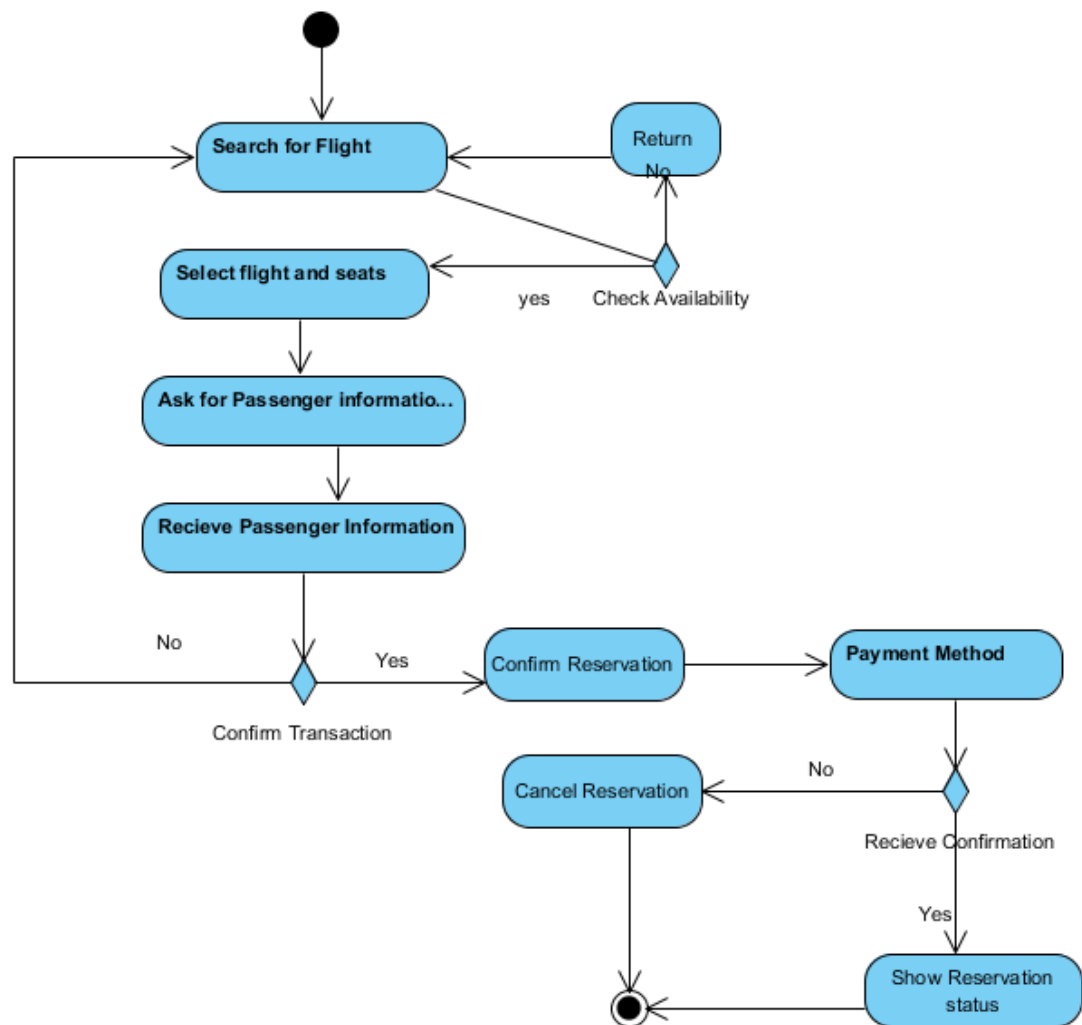 Search for Flight
Return
No
Select flight and seats
yes
Check Availability
Ask for Passenger informatio...
Recieve Passenger Information
No
Yes
Confirm Reservation
Payment Method
Confirm Transaction
Cancel Reservation
No
Recieve Confirmation
Yes
Show Reservation
status